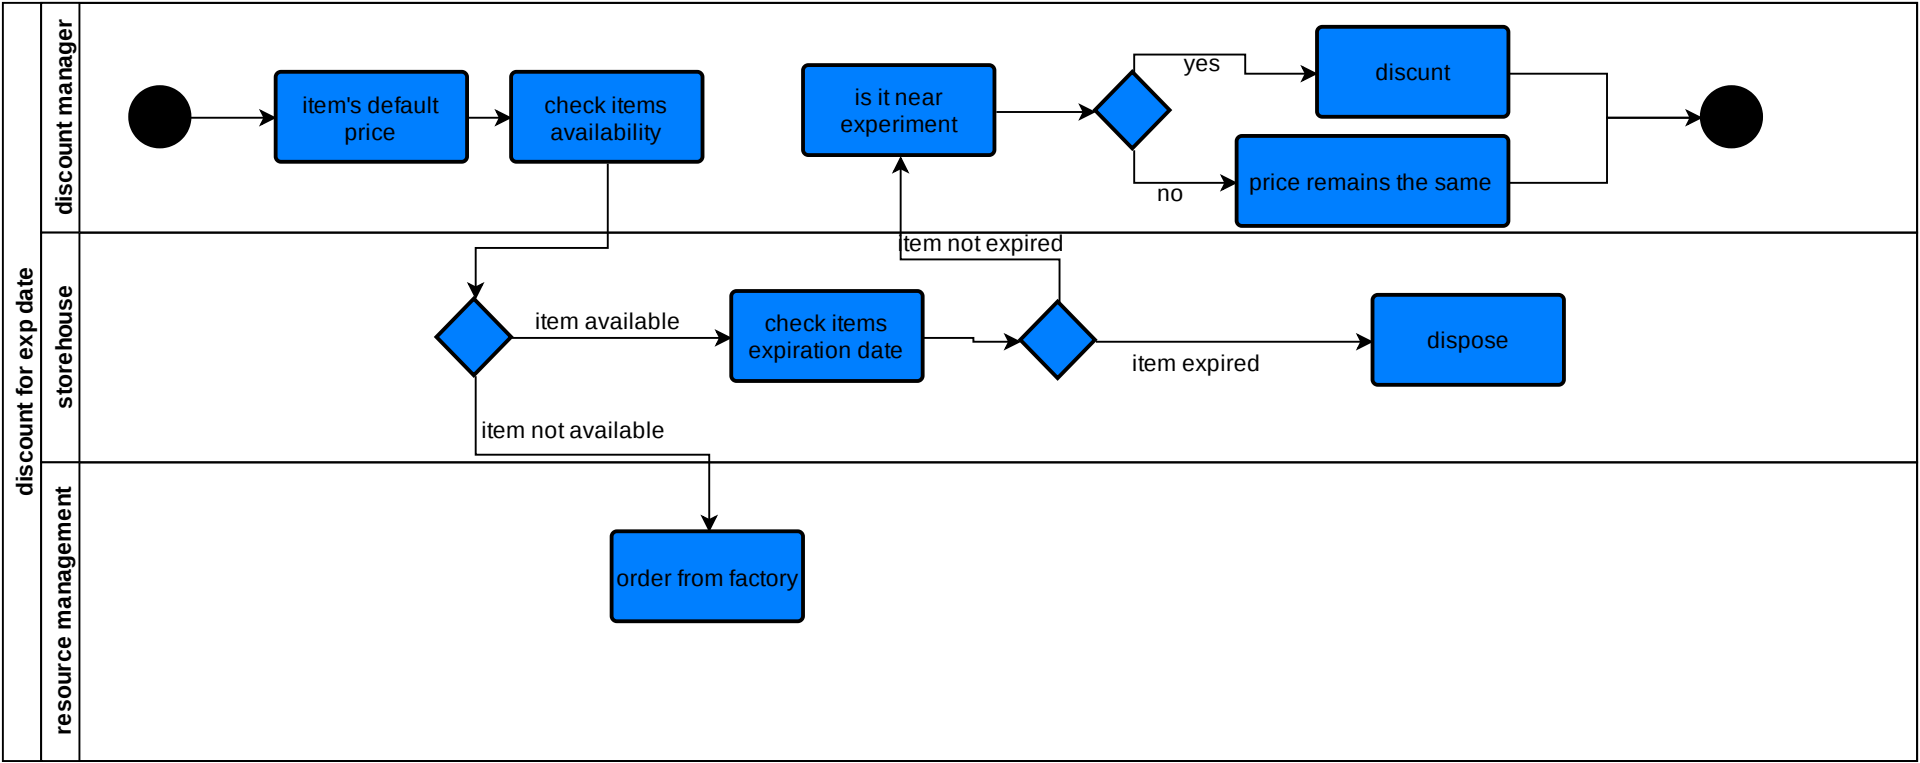 discount for exp date
discount manager
item's default
price
check items
availability
is it near
experiment
yes
discunt
no
price remains the same
storehouse
item not expired
item available
check items
expiration date
item expired
dispose
item not available
resource management
order from factory